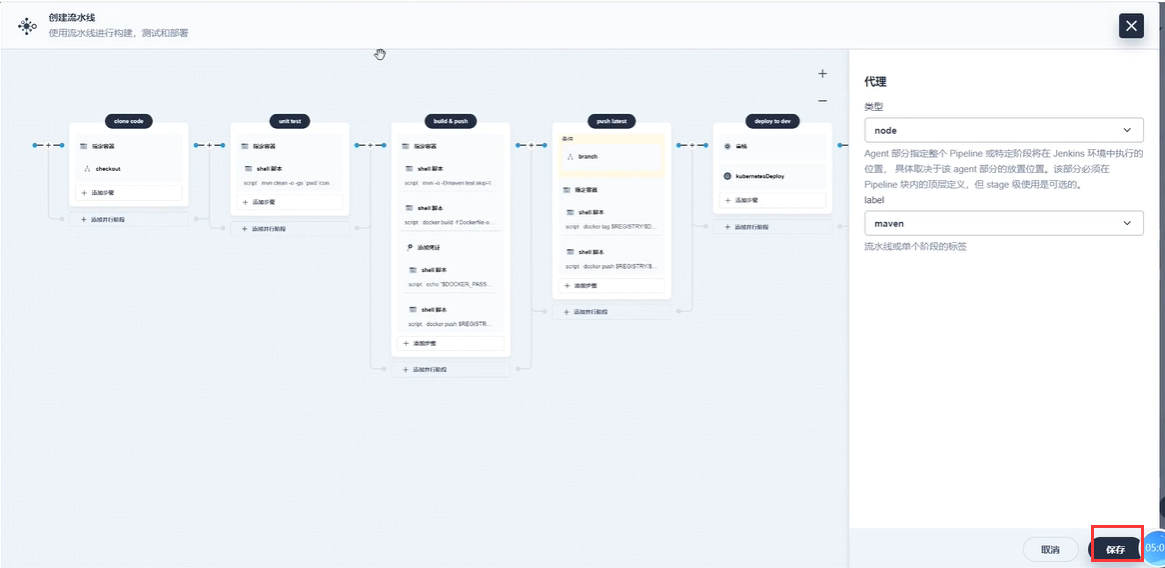 创建流水线
使用流水线进行构建，测试和部署
clone code
指定容器
checkout
添加步骤
添加并行阶段
unit test
指定容器
shell 脚本
script mvn clean -o -gs `pwd`/con
添加步骤
添加并行阶段
build & push
指定容器
shell 脚本
script mvn -o -Dmaven.test.skip=t
shell 脚本
script docker build -f Dockerfile-o
添加凭证
shell 脚本
script echo "$DOCKER_PASS...
shell 脚本
script docker push $REGISTR...
添加步骤
添加并行阶段
push latest
条件
branch
指定容器
shell 脚本
script docker tag $REGISTRY/$D...
shell 脚本
script docker push $REGISTRY/$...
添加步骤
添加并行阶段
deploy to dev
审核
kubernetesDeploy
添加步骤
添加并行阶段
代理
类型
node
Agent 部分指定整个 Pipeline 或特定阶段将在 Jenkins 环境中执行的
位置， 具体取决于该 agent 部分的放置位置。该部分必须在
Pipeline 块内的顶层定义，但 stage 级使用是可选的。
label
maven
流水线或单个阶段的标签
取消
保存